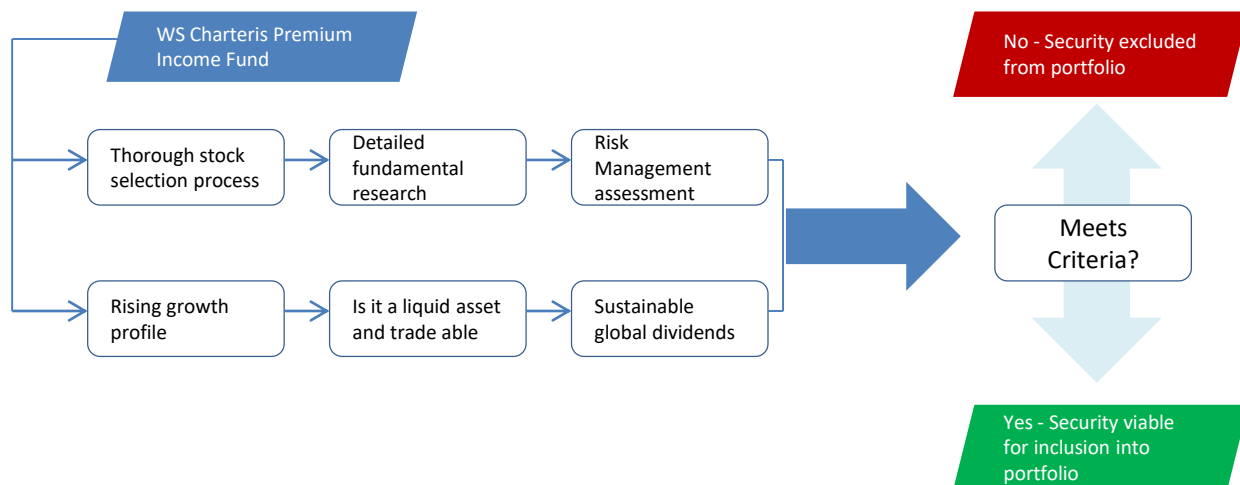 WS Charteris Premium
Income Fund
No - Security excluded
from portfolio
Thorough stock
selection process
Detailed
fundamental
research
Risk
Management
assessment
Meets
Criteria?
Rising growth
profile
Is it a liquid asset
and trade able
Sustainable
global dividends
Yes - Security viable
for inclusion into
portfolio